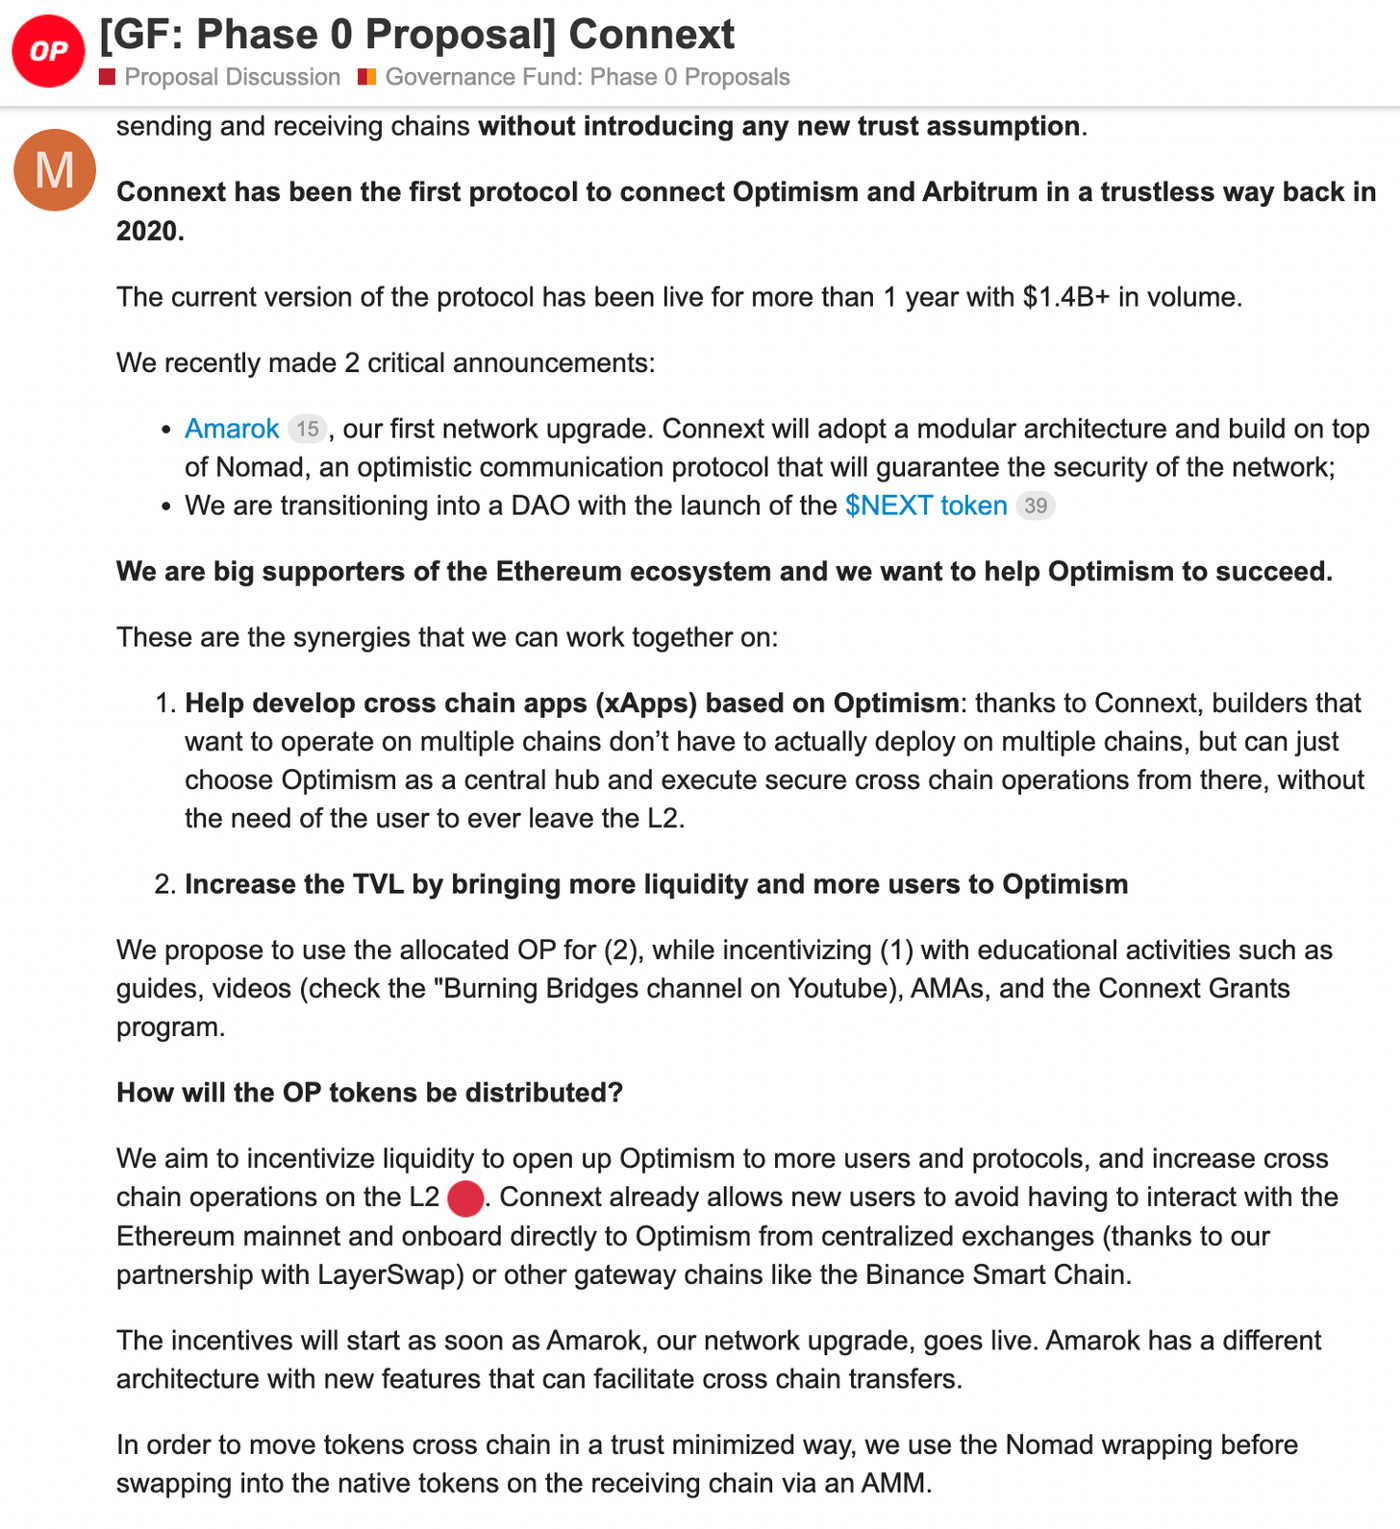 OP
[GF: Phase 0 Proposal] Connext
Proposal Discussion Governance Fund: Phase 0 Proposals
M
sending and receiving chains without introducing any new trust assumption.
Connext has been the first protocol to connect Optimism and Arbitrum in a trustless way back in
2020.
The current version of the protocol has been live for more than 1 year with $1.4B+ in volume.
We recently made 2 critical announcements:
• Amarok 15 , our first network upgrade. Connext will adopt a modular architecture and build on top
of Nomad, an optimistic communication protocol that will guarantee the security of the network;
• We are transitioning into a DAO with the launch of the $NEXT token 39
We are big supporters of the Ethereum ecosystem and we want to help Optimism to succeed.
These are the synergies that we can work together on:
1. Help develop cross chain apps (xApps) based on Optimism: thanks to Connext, builders that
want to operate on multiple chains don’t have to actually deploy on multiple chains, but can just
choose Optimism as a central hub and execute secure cross chain operations from there, without
the need of the user to ever leave the L2.
2. Increase the TVL by bringing more liquidity and more users to Optimism
We propose to use the allocated OP for (2), while incentivizing (1) with educational activities such as
guides, videos (check the "Burning Bridges channel on Youtube), AMAs, and the Connext Grants
program.
How will the OP tokens be distributed?
We aim to incentivize liquidity to open up Optimism to more users and protocols, and increase cross
chain operations on the L2 🔴. Connext already allows new users to avoid having to interact with the
Ethereum mainnet and onboard directly to Optimism from centralized exchanges (thanks to our
partnership with LayerSwap) or other gateway chains like the Binance Smart Chain.
The incentives will start as soon as Amarok, our network upgrade, goes live. Amarok has a different
architecture with new features that can facilitate cross chain transfers.
In order to move tokens cross chain in a trust minimized way, we use the Nomad wrapping before
swapping into the native tokens on the receiving chain via an AMM.